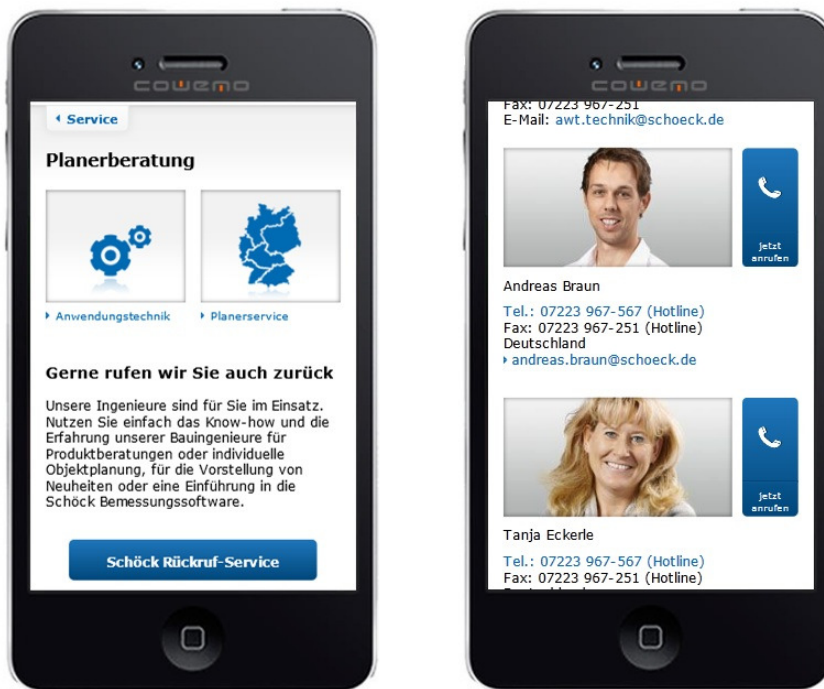 cowemo
Service
Planerberatung
Anwendungstechnik
Planerservice
Gerne rufen wir Sie auch zurück
Unsere Ingenieure sind für Sie im Einsatz.
Nutzen Sie einfach das Know-how und die
Erfahrung unserer Bauingenieure für
Produktberatungen oder individuelle
Objektplanung, für die Vorstellung von
Neuheiten oder eine Einführung in die
Schöck Bemessungssoftware.
Schöck Rückruf-Service
cowemo
Fax: 07223 967-251
E-Mail: awt.technik@schoeck.de
jetzt
anrufen
Andreas Braun
Tel.: 07223 967-567 (Hotline)
Fax: 07223 967-251 (Hotline)
Deutschland
andreas.braun@schoeck.de
jetzt
anrufen
Tanja Eckerle
Tel.: 07223 967-567 (Hotline)
Fax: 07223 967-251 (Hotline)